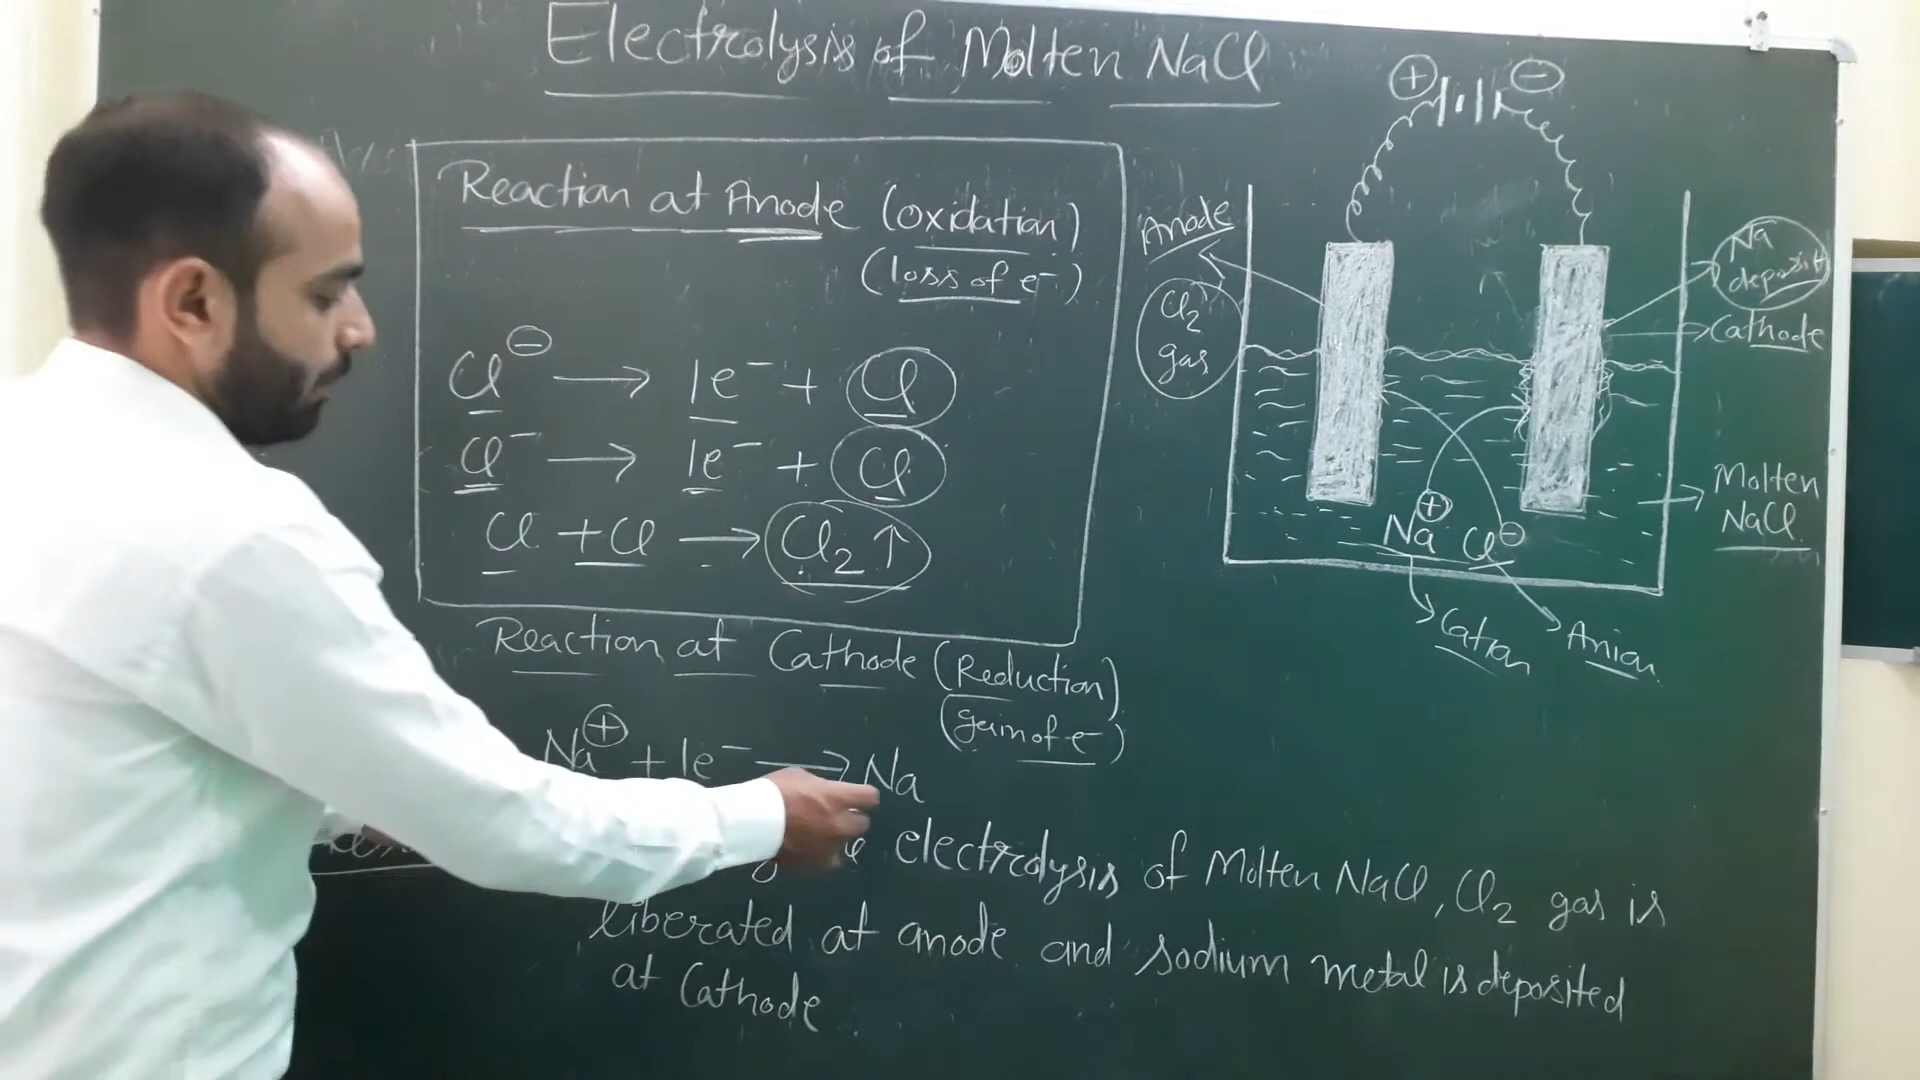 Electrolysis of Molten NaCl
Reaction at Anode (oxidation)
(loss of e⁻)
Cl⊖ → 1e⁻ + Cl
Cl⁻ → 1e⁻ + Cl
Cl + Cl → Cl₂ ↑
Reaction at Cathode (Reduction)
(gain of e⁻)
Na⊕ + 1e⁻ → Na
electrolysis of Molten NaCl, Cl₂ gas is
liberated at anode and sodium metal is deposited
at Cathode
⊕ ⊖
Anode
Cl₂
gas
Na
deposit
Cathode
Molten
NaCl
Na⊕ Cl⊖
Cation
Anion